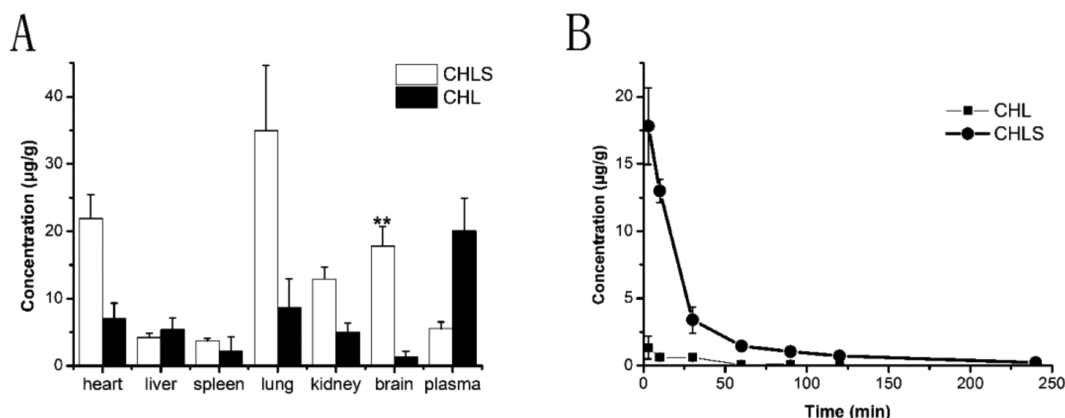 A
CHLS
CHL
Concentration (µg/g)
40
30
20
10
0
**
heart liver spleen lung kidney brain plasma
B
CHL
CHLS
Concentration (µg/g)
20
15
10
5
0
0 50 100 150 200 250
Time (min)